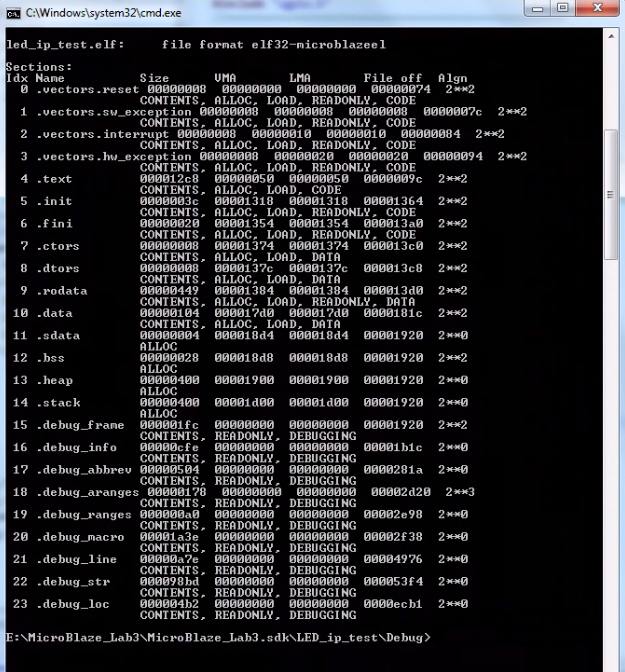 C:\Windows\system32\cmd.exe
led_ip_test.elf:     file format elf32-microblazeel
Sections:
Idx Name          Size      VMA       LMA       File off  Algn
  0 .vectors.reset 00000008  00000000  00000000  00000074  2**2
                  CONTENTS, ALLOC, LOAD, READONLY, CODE
  1 .vectors.sw_exception 00000008  00000008  00000008  0000007c  2**2
                  CONTENTS, ALLOC, LOAD, READONLY, CODE
  2 .vectors.interrupt 00000008  00000010  00000010  00000084  2**2
                  CONTENTS, ALLOC, LOAD, READONLY, CODE
  3 .vectors.hw_exception 00000008  00000020  00000020  00000094  2**2
                  CONTENTS, ALLOC, LOAD, READONLY, CODE
  4 .text         000012c8  00000050  00000050  0000009c  2**2
                  CONTENTS, ALLOC, LOAD, CODE
  5 .init         0000003c  00001318  00001318  00001364  2**2
                  CONTENTS, ALLOC, LOAD, READONLY, CODE
  6 .fini         00000020  00001354  00001354  000013a0  2**2
                  CONTENTS, ALLOC, LOAD, READONLY, CODE
  7 .ctors        00000008  00001374  00001374  000013c0  2**2
                  CONTENTS, ALLOC, LOAD, DATA
  8 .dtors        00000008  0000137c  0000137c  000013c8  2**2
                  CONTENTS, ALLOC, LOAD, DATA
  9 .rodata       00000449  00001384  00001384  000013d0  2**2
                  CONTENTS, ALLOC, LOAD, READONLY, DATA
 10 .data         00000104  000017d0  000017d0  0000181c  2**2
                  CONTENTS, ALLOC, LOAD, DATA
 11 .sdata        00000004  000018d4  000018d4  00001920  2**0
                  ALLOC
 12 .bss          00000028  000018d8  000018d8  00001920  2**2
                  ALLOC
 13 .heap         00000400  00001900  00001900  00001920  2**0
                  ALLOC
 14 .stack        00000400  00001d00  00001d00  00001920  2**0
                  ALLOC
 15 .debug_frame  000001fc  00000000  00000000  00001920  2**2
                  CONTENTS, READONLY, DEBUGGING
 16 .debug_info   00000cfe  00000000  00000000  00001b1c  2**0
                  CONTENTS, READONLY, DEBUGGING
 17 .debug_abbrev 00000504  00000000  00000000  0000281a  2**0
                  CONTENTS, READONLY, DEBUGGING
 18 .debug_aranges 00000178  00000000  00000000  00002d20  2**3
                  CONTENTS, READONLY, DEBUGGING
 19 .debug_ranges 000000a0  00000000  00000000  00002e98  2**0
                  CONTENTS, READONLY, DEBUGGING
 20 .debug_macro  00001a3e  00000000  00000000  00002f38  2**0
                  CONTENTS, READONLY, DEBUGGING
 21 .debug_line   00000a7e  00000000  00000000  00004976  2**0
                  CONTENTS, READONLY, DEBUGGING
 22 .debug_str    000098bd  00000000  00000000  000053f4  2**0
                  CONTENTS, READONLY, DEBUGGING
 23 .debug_loc    000004b2  00000000  00000000  0000ecb1  2**0
                  CONTENTS, READONLY, DEBUGGING
E:\MicroBlaze_Lab3\MicroBlaze_Lab3.sdk\LED_ip_test\Debug>